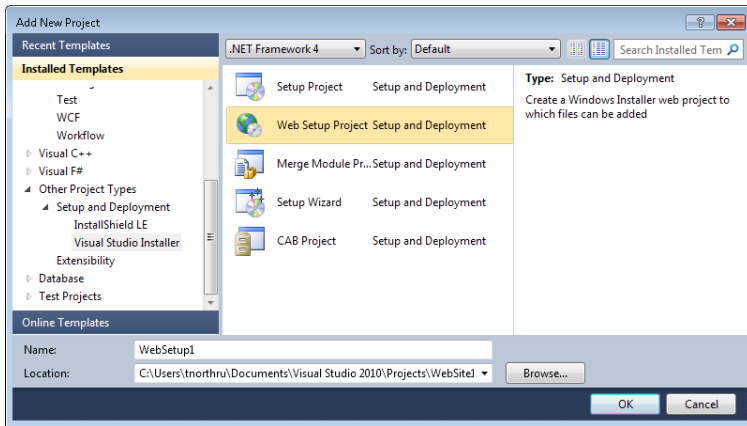 Add New Project
Recent Templates
Installed Templates
Test
WCF
Workflow
Visual C++
Visual F#
Other Project Types
Setup and Deployment
InstallShield LE
Visual Studio Installer
Extensibility
Database
Test Projects
Online Templates
.NET Framework 4
Sort by: Default
Search Installed Tem
Setup Project Setup and Deployment
Web Setup Project Setup and Deployment
Merge Module Pr... Setup and Deployment
Setup Wizard Setup and Deployment
CAB Project Setup and Deployment
Type: Setup and Deployment
Create a Windows Installer web project to
which files can be added
Name: WebSetup1
Location: C:\Users\tnorthru\Documents\Visual Studio 2010\Projects\WebSite1
Browse...
OK Cancel